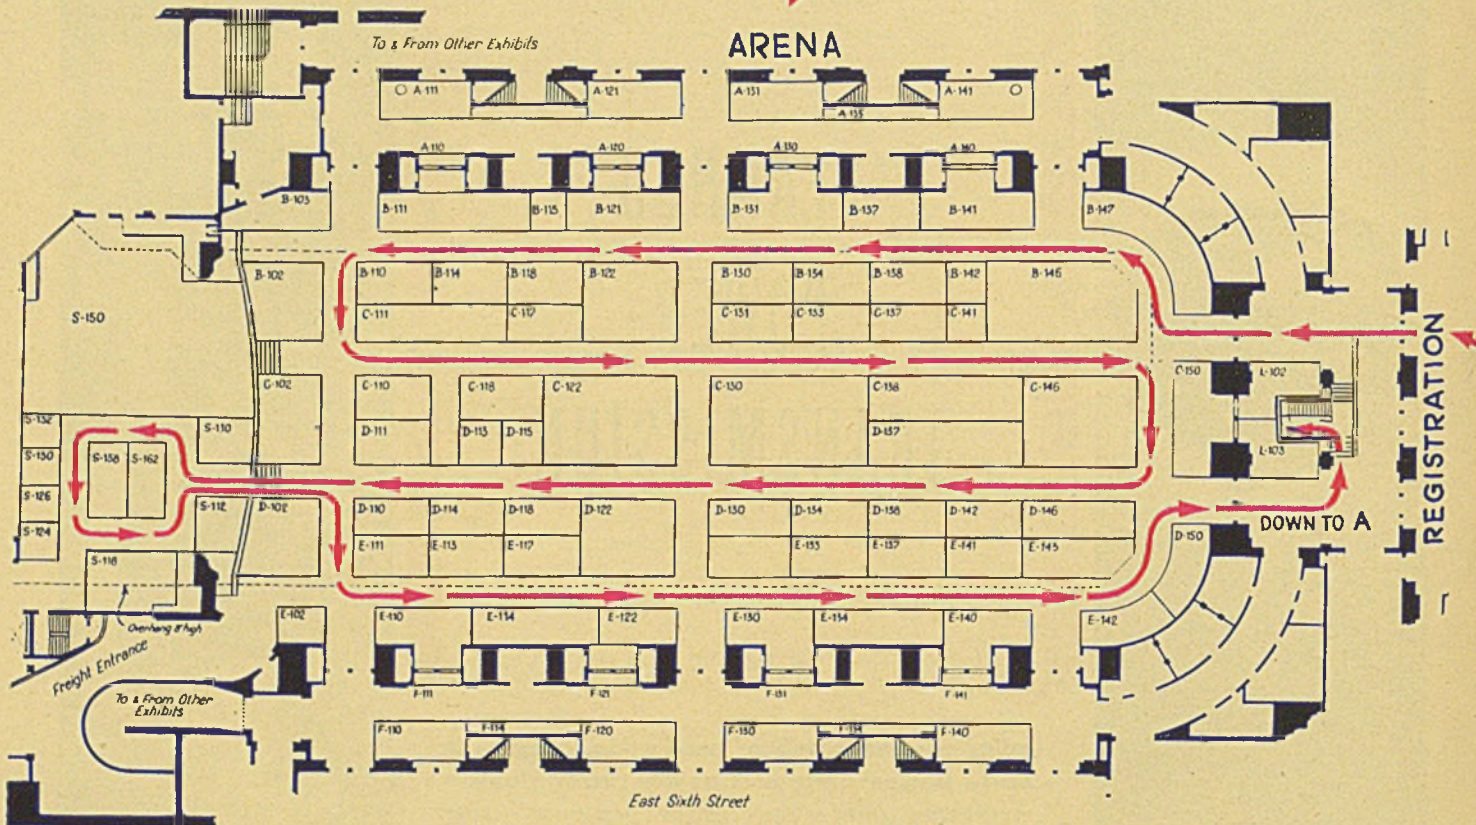 To & From Other Exhibits
ARENA
A-111
A-121
A-131
A-141
A-135
A-110
A-120
A-130
A-140
B-103
B-111
B-115
B-121
B-131
B-137
B-141
B-147
B-102
B-110
B-114
B-118
B-122
B-130
B-134
B-138
B-142
B-146
S-150
C-111
C-117
C-131
C-133
C-137
C-141
REGISTRATION
C-102
C-110
C-118
C-122
C-130
C-138
C-146
C-150
L-102
S-132
S-110
D-111
D-113
D-115
D-137
S-130
S-158
S-162
L-103
S-126
S-112
D-102
D-110
D-114
D-118
D-122
D-130
D-134
D-138
D-142
D-146
DOWN TO A
S-124
E-111
E-113
E-117
E-133
E-137
E-141
E-145
D-150
S-118
Overhang 8' high
E-102
E-110
E-114
E-122
E-130
E-134
E-140
E-142
Freight Entrance
To & From Other
Exhibits
F-111
F-121
F-131
F-141
F-110
F-114
F-120
F-130
F-134
F-140
East Sixth Street